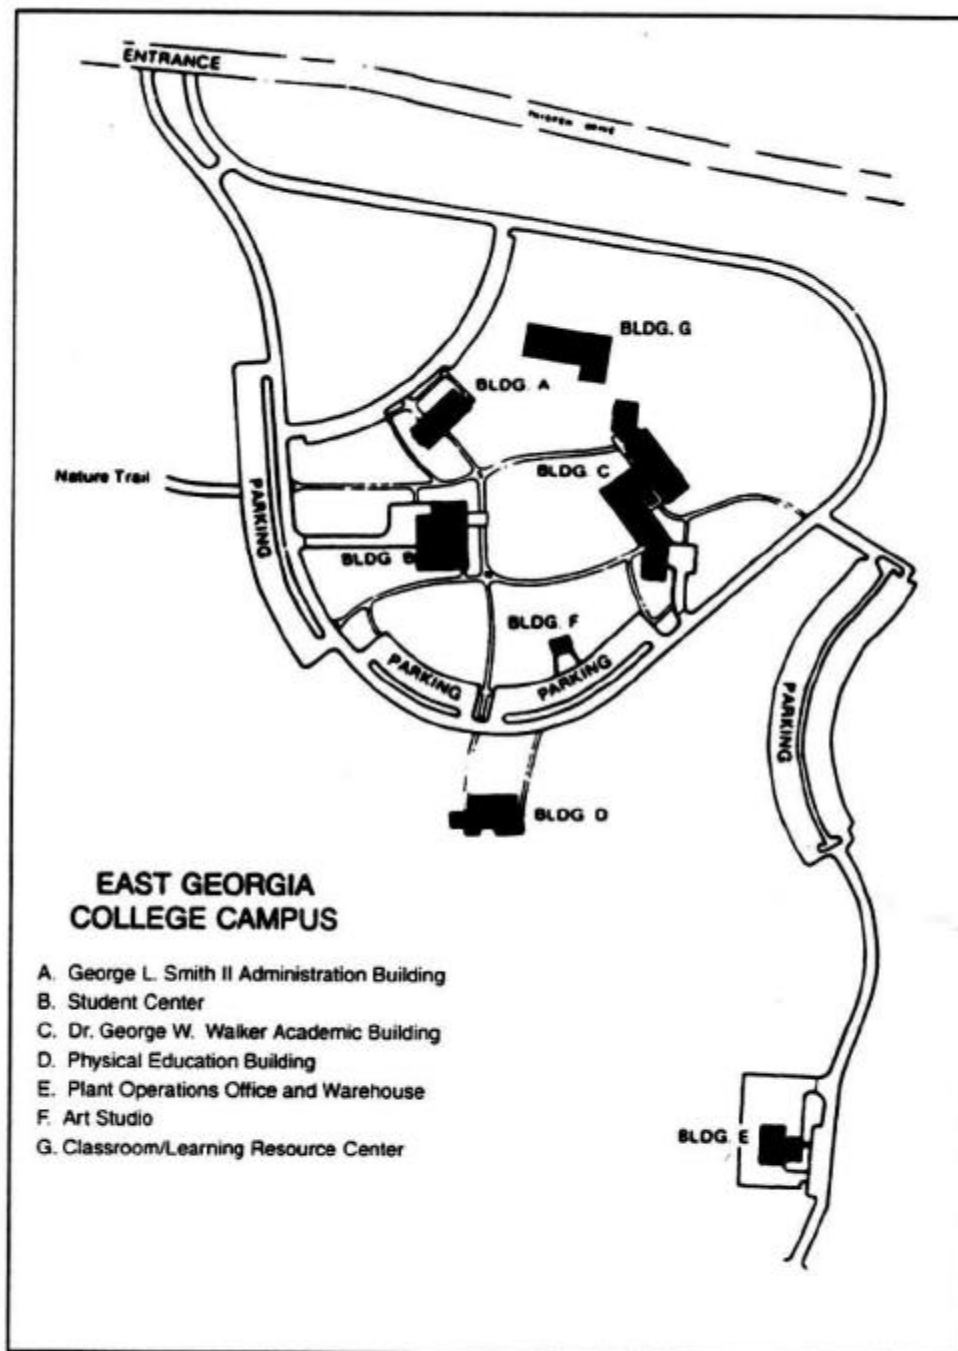 ENTRANCE
DRIVE
BLDG. G
BLDG. A
BLDG. C
Nature Trail
PARKING
BLDG B
BLDG. F
PARKING
PARKING
PARKING
BLDG D
EAST GEORGIA
COLLEGE CAMPUS
A. George L. Smith II Administration Building
B. Student Center
C. Dr. George W. Walker Academic Building
D. Physical Education Building
E. Plant Operations Office and Warehouse
F. Art Studio
G. Classroom/Learning Resource Center
BLDG. E